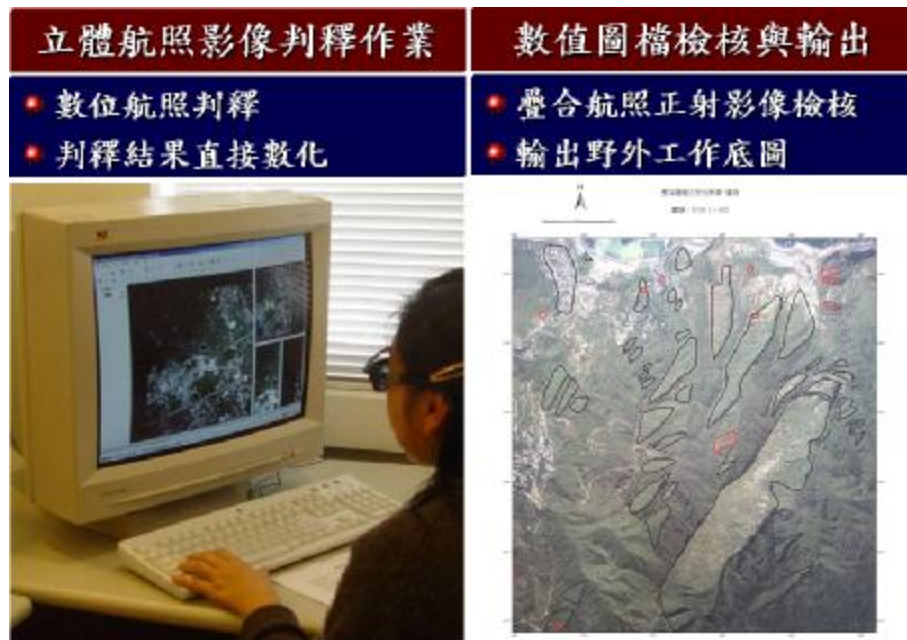 立體航照影像判釋作業
數位航照判釋
判釋結果直接數化
數值圖檔檢核與輸出
疊合航照正射影像檢核
輸出野外工作底圖
N